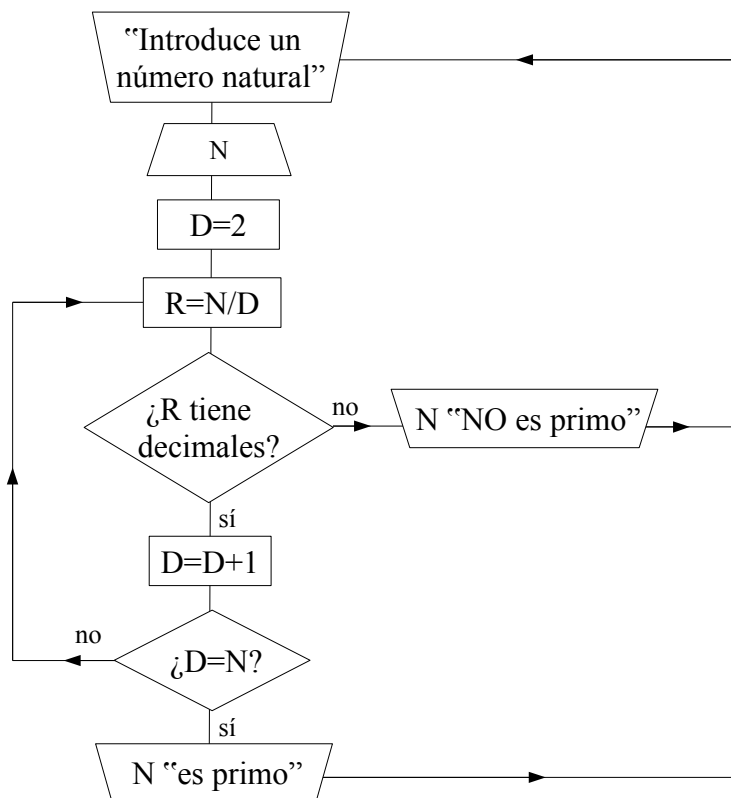 “Introduce un
número natural”
N
D=2
R=N/D
¿R tiene
decimales?
no
N “NO es primo”
sí
D=D+1
no
¿D=N?
sí
N “es primo”